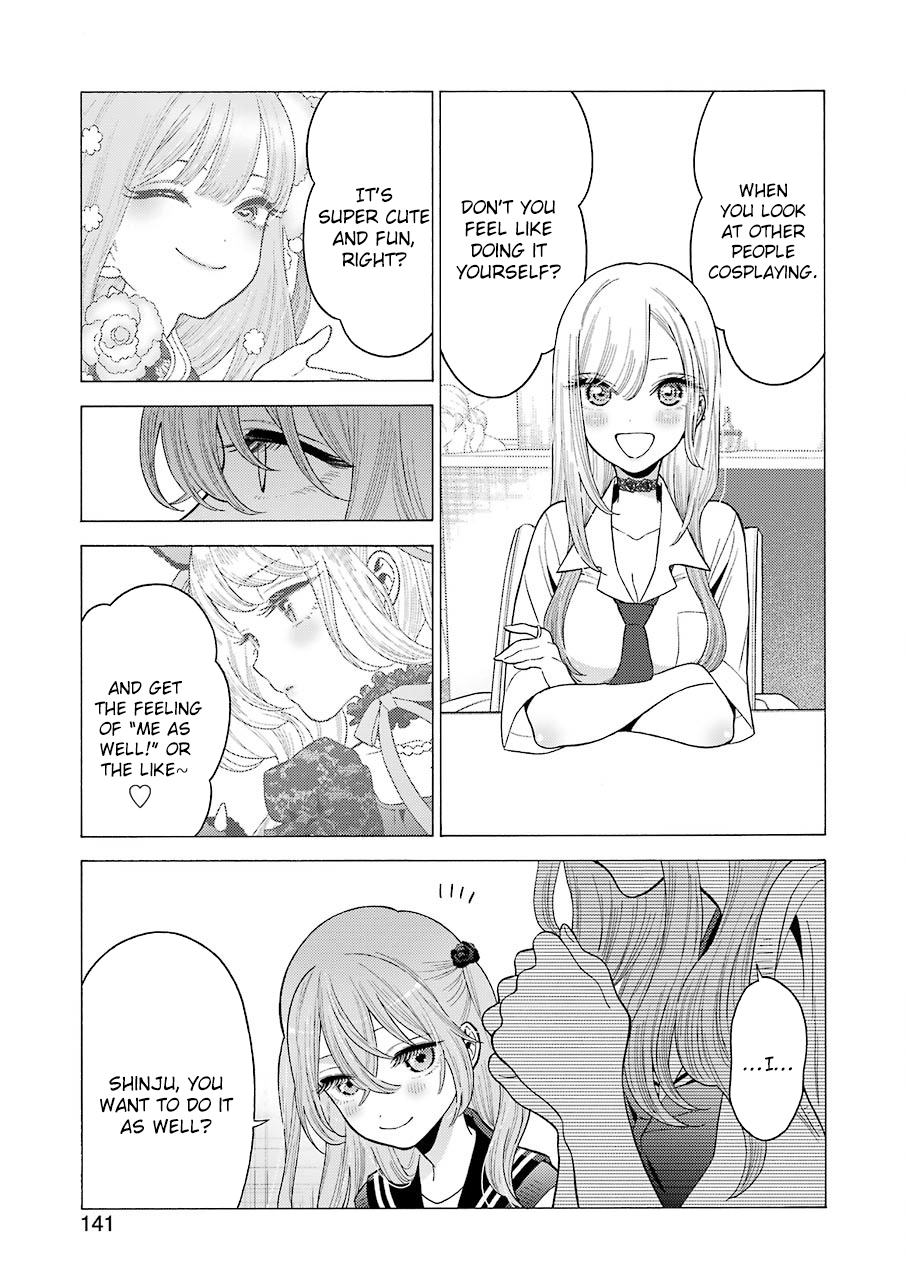 WHEN
YOU LOOK
AT OTHER
PEOPLE
COSPLAYING.
DON'T YOU
FEEL LIKE
DOING IT
YOURSELF?
IT'S
SUPER CUTE
AND FUN,
RIGHT?
AND GET
THE FEELING
OF "ME AS
WELL!" OR
THE LIKE~
♡
...I...
SHINJU, YOU
WANT TO DO IT
AS WELL?
141